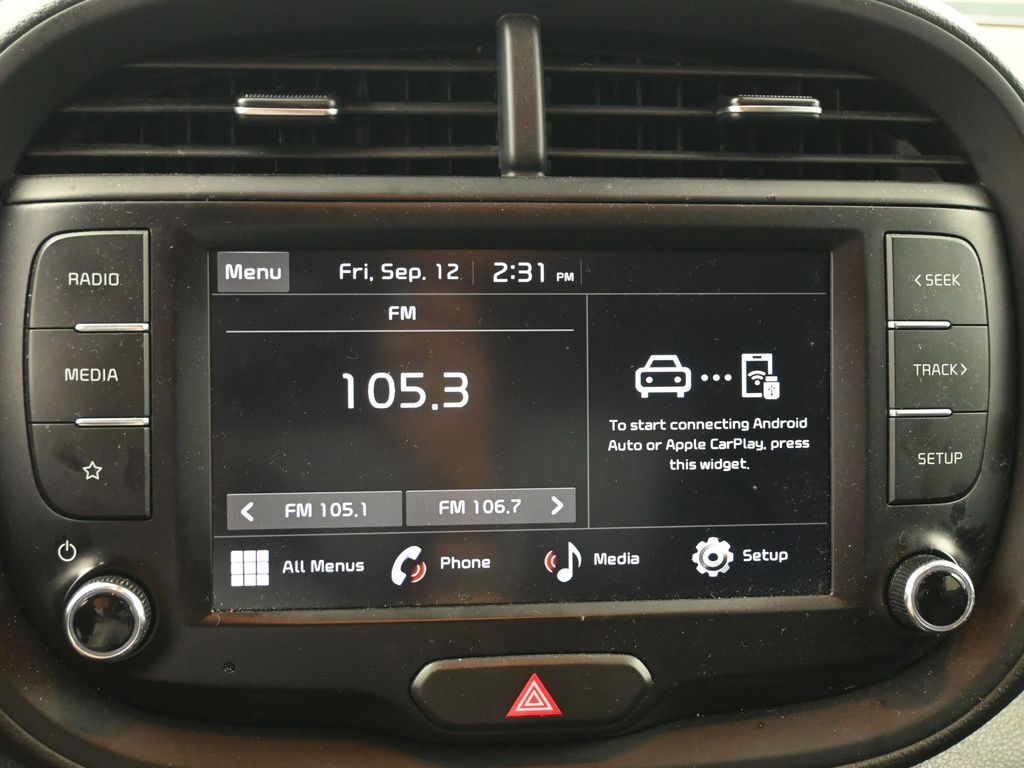 Menu
Fri, Sep. 12
2:31 PM
FM
105.3
FM 105.1
FM 106.7
To start connecting Android
Auto or Apple CarPlay, press
this widget.
All Menus
Phone
Media
Setup
RADIO
MEDIA
< SEEK
TRACK >
SETUP